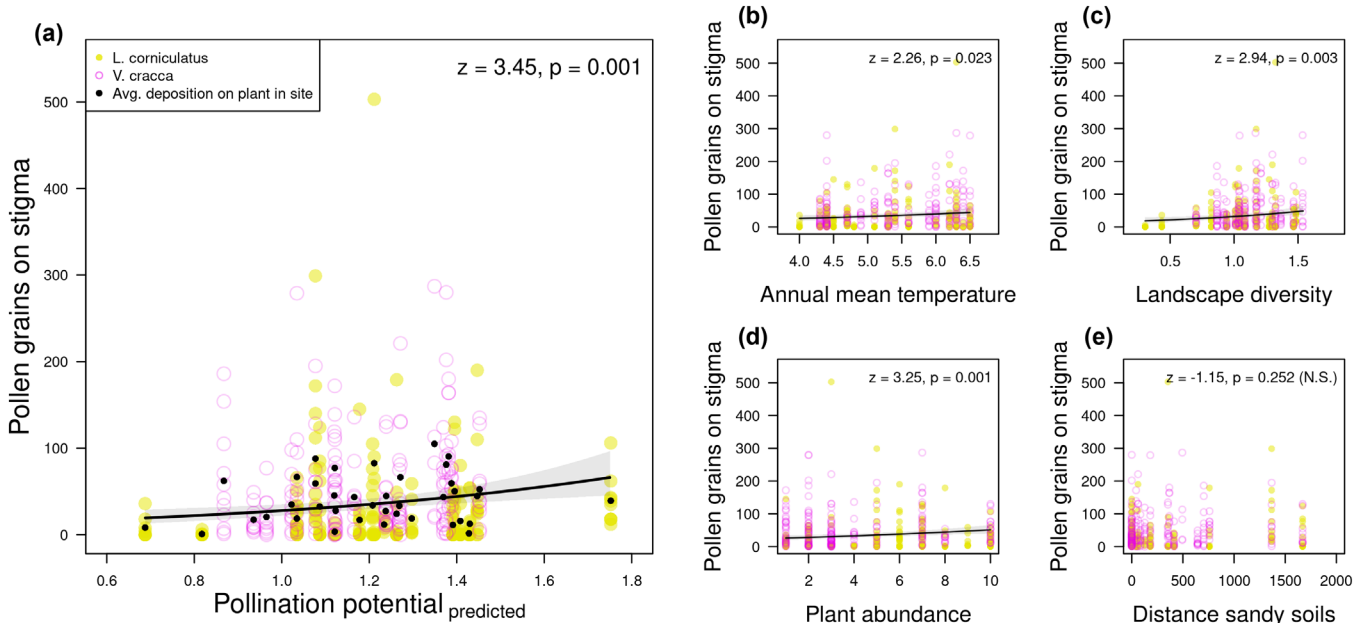 (a)
L. corniculatus
V. cracca
Avg. deposition on plant in site
z = 3.45, p = 0.001
Pollen grains on stigma
500
400
300
200
100
0
0.6 0.8 1.0 1.2 1.4 1.6 1.8
Pollination potential predicted
(b)
z = 2.26, p = 0.023
Pollen grains on stigma
500
400
300
200
100
0
4.0 4.5 5.0 5.5 6.0 6.5
Annual mean temperature
(c)
z = 2.94, p = 0.003
Pollen grains on stigma
500
400
300
200
100
0
0.5 1.0 1.5
Landscape diversity
(d)
z = 3.25, p = 0.001
Pollen grains on stigma
500
400
300
200
100
0
2 4 6 8 10
Plant abundance
(e)
z = -1.15, p = 0.252 (N.S.)
Pollen grains on stigma
500
400
300
200
100
0
0 500 1000 1500 2000
Distance sandy soils